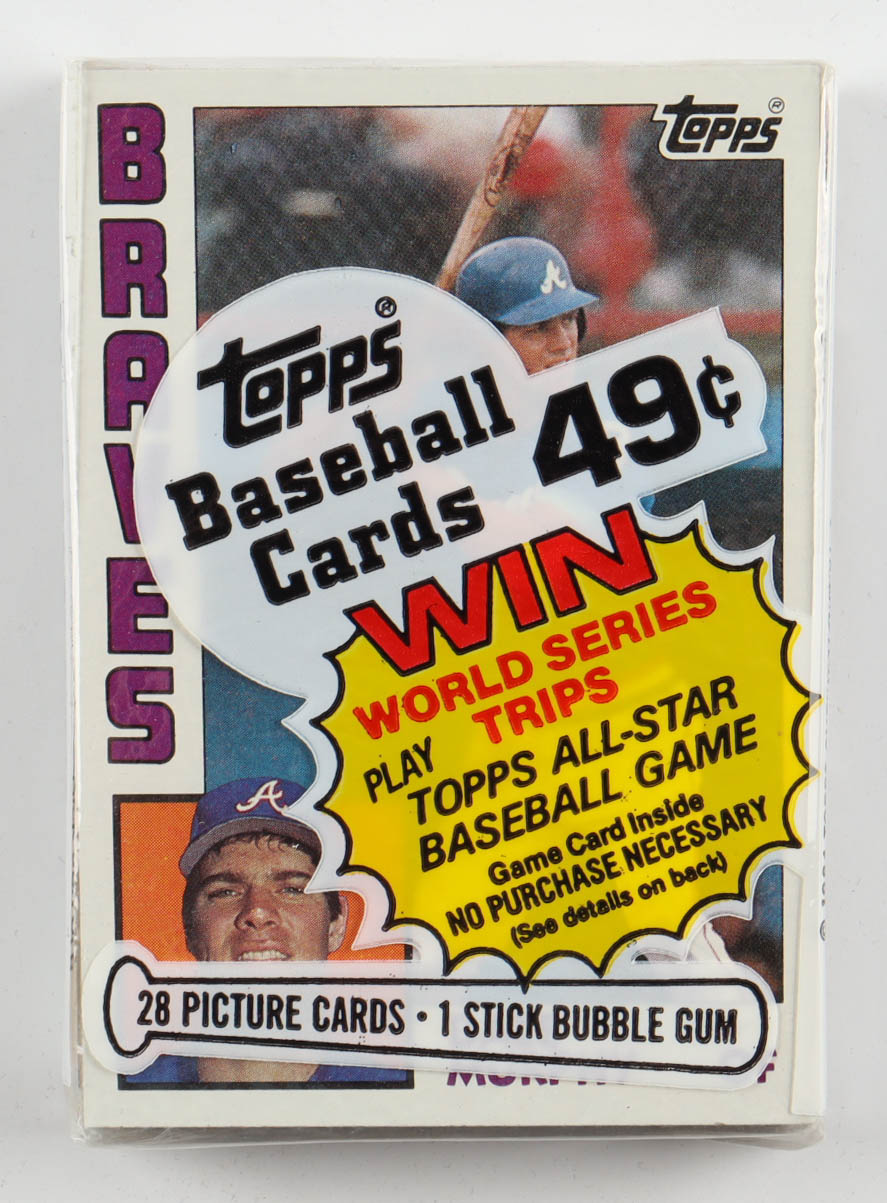 BRAVES
Topps®
Topps®
Baseball
Cards
49¢
WIN
WORLD SERIES
TRIPS
PLAY
TOPPS ALL-STAR
BASEBALL GAME
Game Card Inside
NO PURCHASE NECESSARY
(See details on back)
28 PICTURE CARDS • 1 STICK BUBBLE GUM